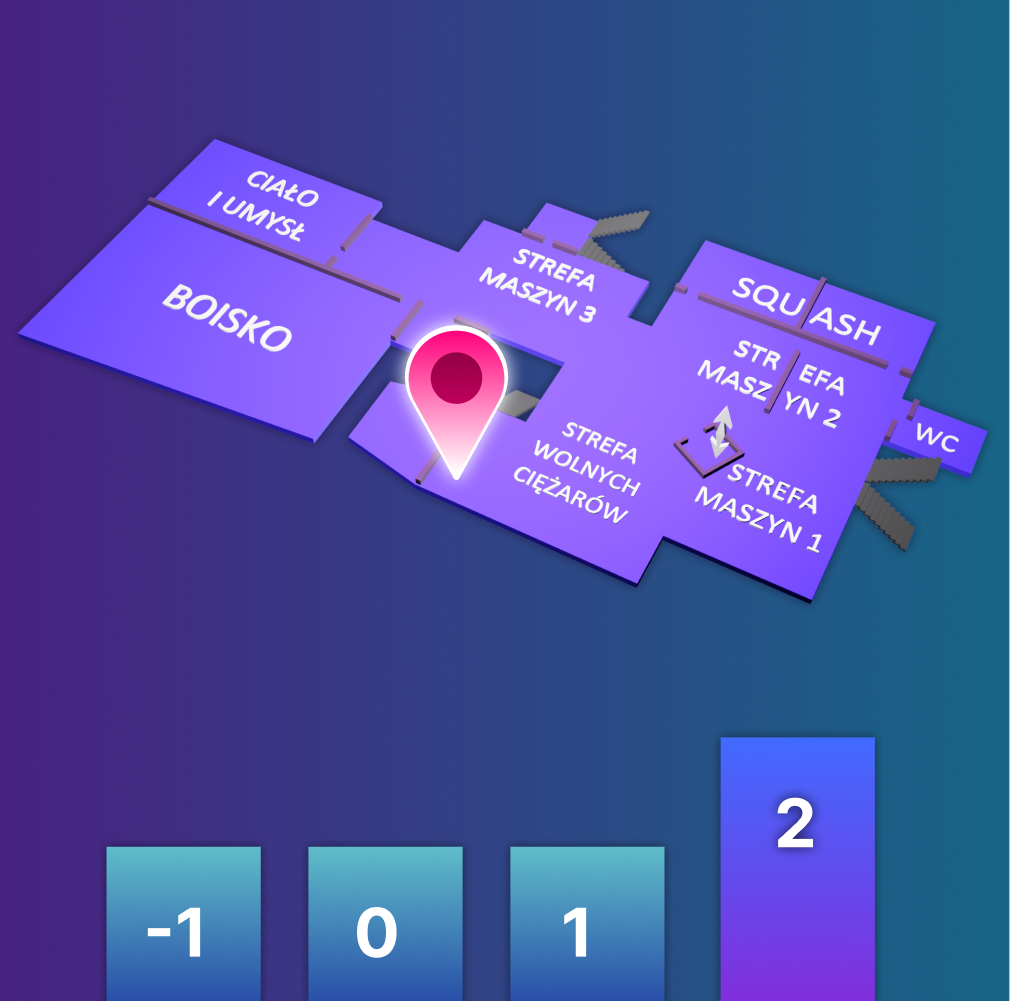 CIAŁO
I UMYSŁ
BOISKO
STREFA
MASZYN 3
SQUASH
STREFA
MASZYN 2
WC
STREFA
WOLNYCH
CIĘŻARÓW
STREFA
MASZYN 1
-1
0
1
2